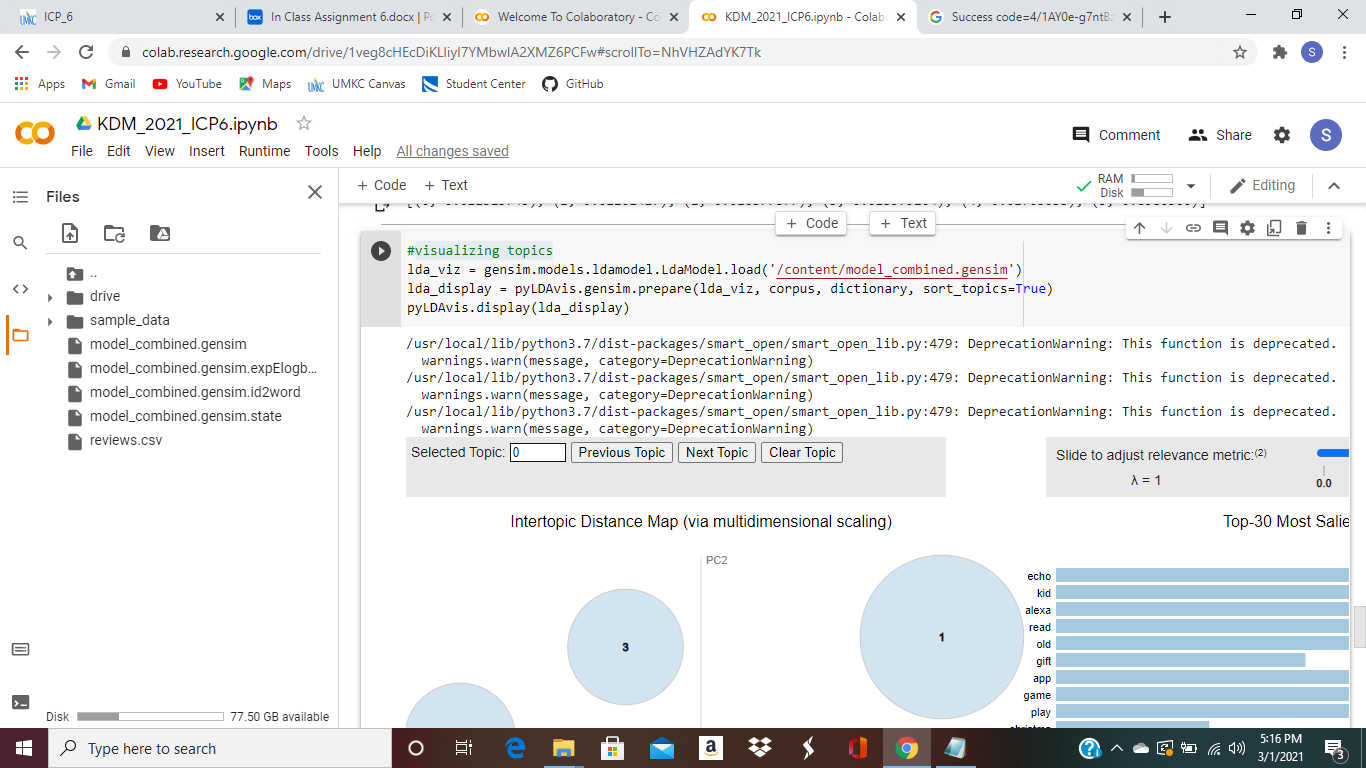 ICP_6
In Class Assignment 6.docx | Po
Welcome To Colaboratory - Co
KDM_2021_ICP6.ipynb - Colab
Success code=4/1AY0e-g7ntB
colab.research.google.com/drive/1veg8cHEcDiKLliyI7YMbwIA2XMZ6PCFw#scrollTo=NhVHZAdYK7Tk
S
Apps
Gmail
YouTube
Maps
UMKC Canvas
Student Center
GitHub
KDM_2021_ICP6.ipynb
File Edit View Insert Runtime Tools Help All changes saved
Comment
Share
S
Files
+ Code + Text
RAM
Disk
Editing
+ Code
+ Text
..
drive
sample_data
model_combined.gensim
model_combined.gensim.expElogb...
model_combined.gensim.id2word
model_combined.gensim.state
reviews.csv
Disk
77.50 GB available
#visualizing topics
lda_viz = gensim.models.ldamodel.LdaModel.load('/content/model_combined.gensim')
lda_display = pyLDAvis.gensim.prepare(lda_viz, corpus, dictionary, sort_topics=True)
pyLDAvis.display(lda_display)
/usr/local/lib/python3.7/dist-packages/smart_open/smart_open_lib.py:479: DeprecationWarning: This function is deprecated.
warnings.warn(message, category=DeprecationWarning)
/usr/local/lib/python3.7/dist-packages/smart_open/smart_open_lib.py:479: DeprecationWarning: This function is deprecated.
warnings.warn(message, category=DeprecationWarning)
/usr/local/lib/python3.7/dist-packages/smart_open/smart_open_lib.py:479: DeprecationWarning: This function is deprecated.
warnings.warn(message, category=DeprecationWarning)
Selected Topic: 0 Previous Topic Next Topic Clear Topic
Slide to adjust relevance metric:(2)
λ = 1
0.0
Intertopic Distance Map (via multidimensional scaling)
Top-30 Most Salie
PC2
3
1
echo
kid
alexa
read
old
gift
app
game
play
Type here to search
5:16 PM
3/1/2021
3